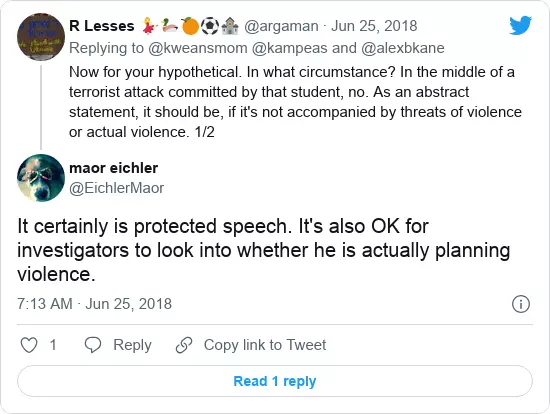 R Lesses 💃🦆🍊⚽🏫 @argaman · Jun 25, 2018
Replying to @kweansmom @kampeas and @alexbkane
Now for your hypothetical. In what circumstance? In the middle of a
terrorist attack committed by that student, no. As an abstract
statement, it should be, if it's not accompanied by threats of violence
or actual violence. 1/2
maor eichler
@EichlerMaor
It certainly is protected speech. It's also OK for
investigators to look into whether he is actually planning
violence.
7:13 AM · Jun 25, 2018
1 Reply Copy link to Tweet
Read 1 reply